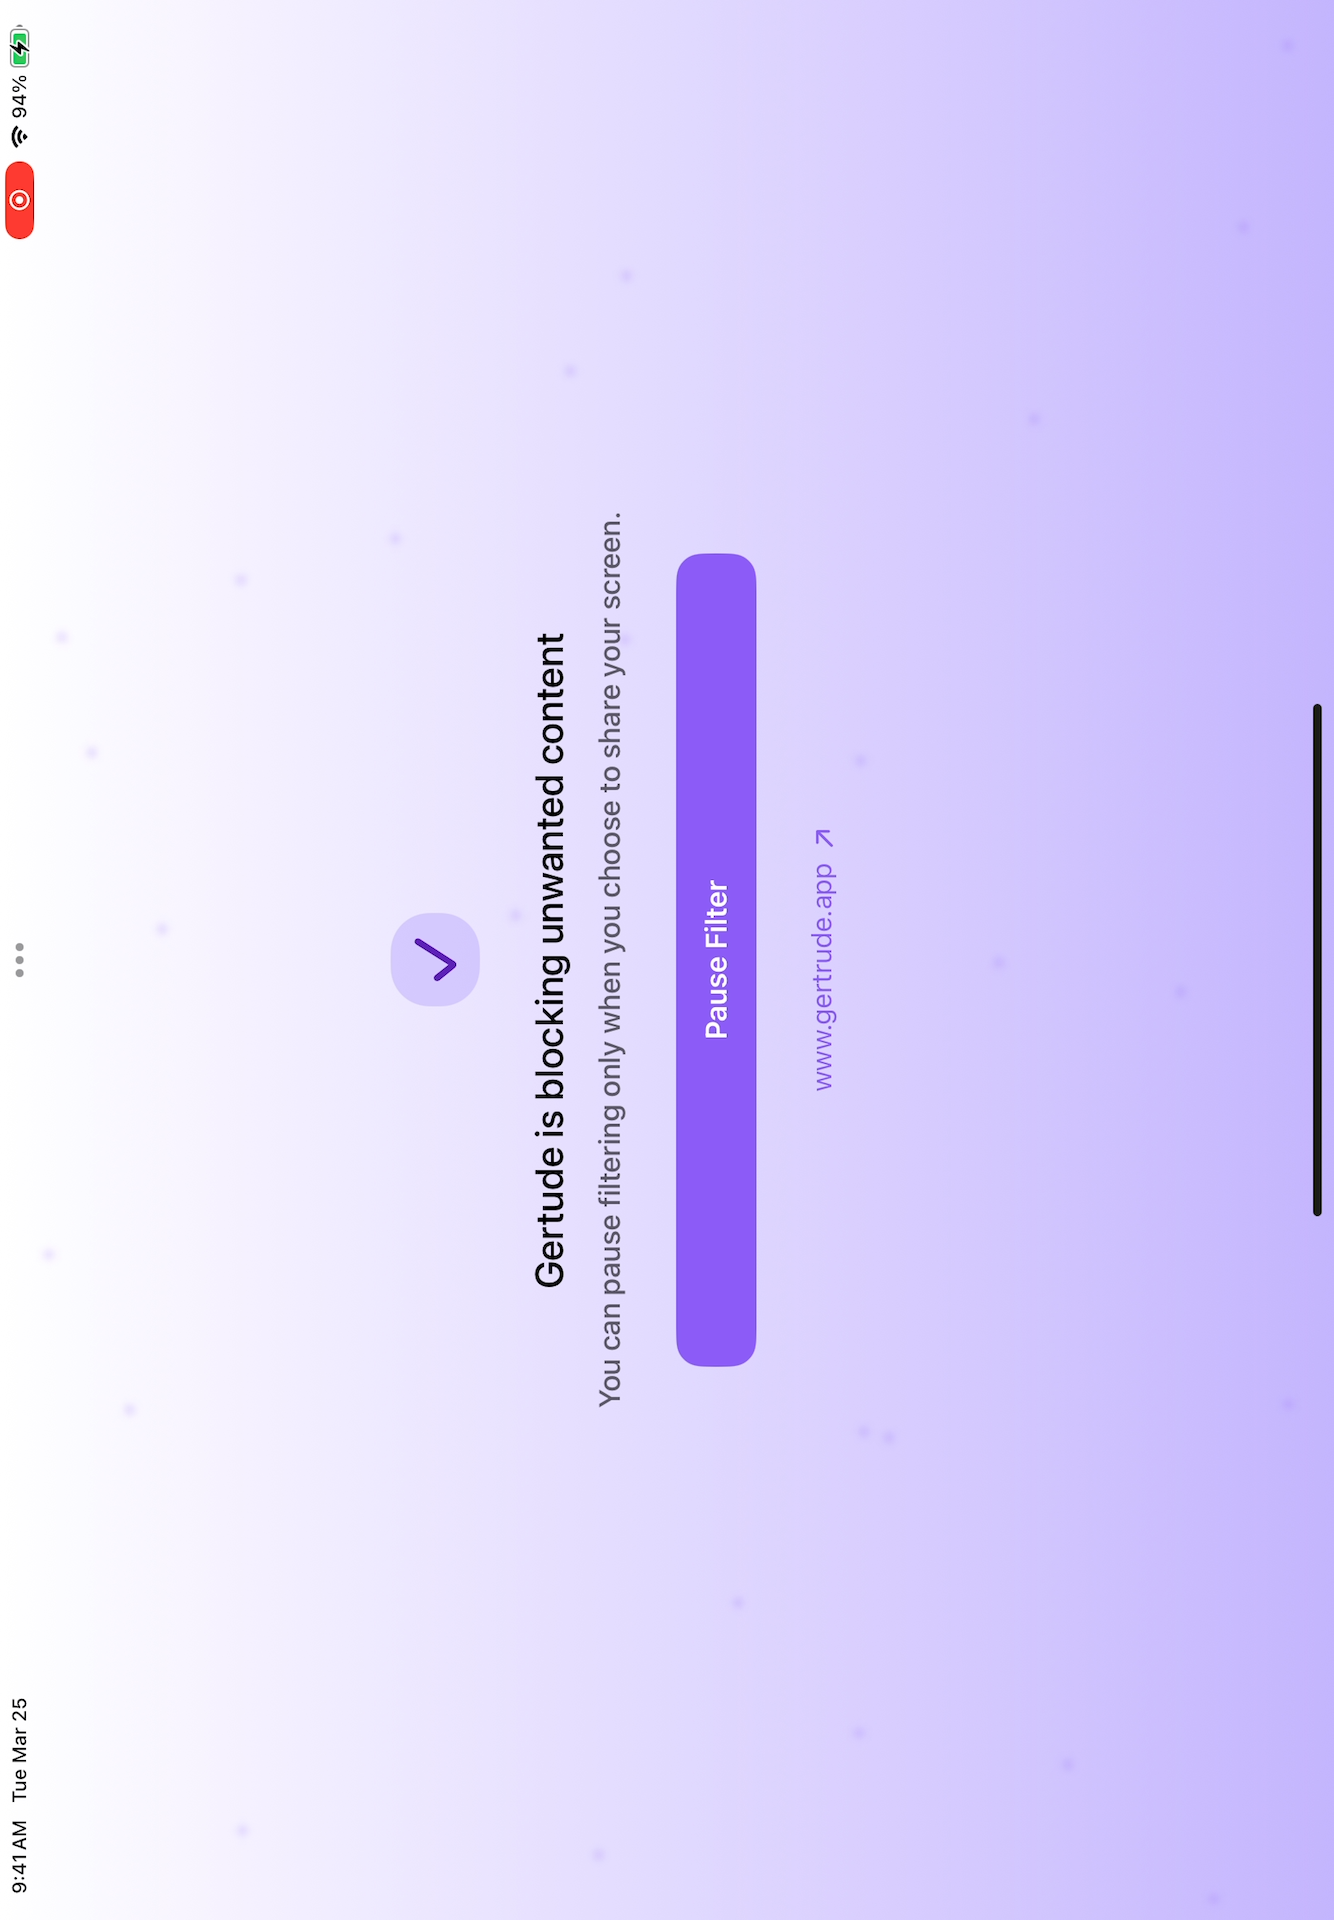 9:41 AM Tue Mar 25
94%
Gertrude is blocking unwanted content
You can pause filtering only when you choose to share your screen.
Pause Filter
www.gertrude.app ↗